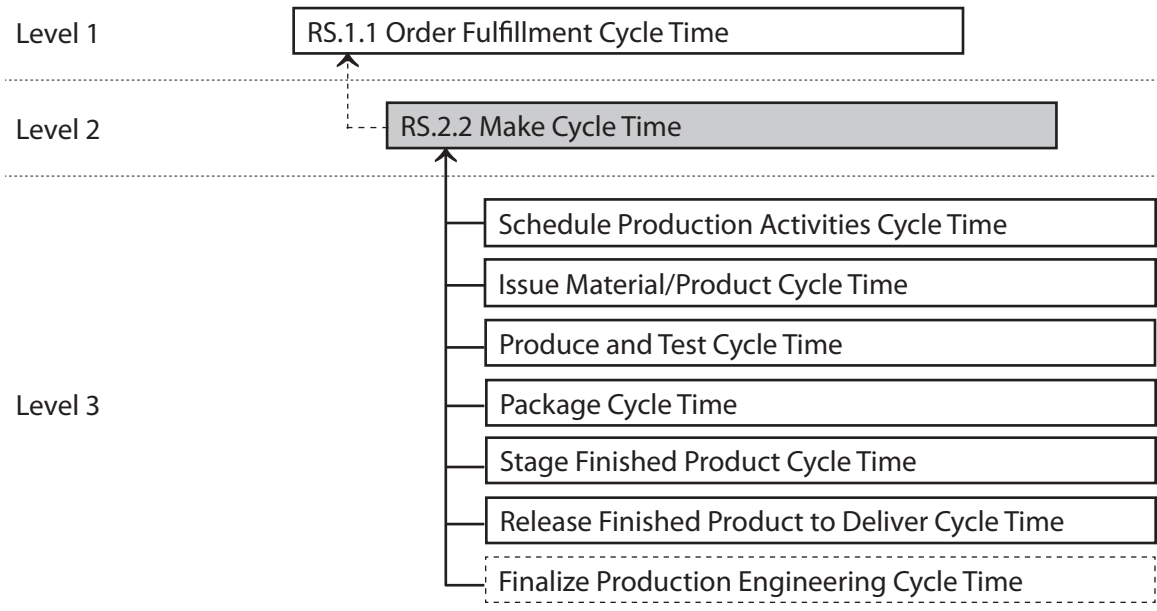 Level 1
RS.1.1 Order Fulfillment Cycle Time
Level 2
RS.2.2 Make Cycle Time
Level 3
Schedule Production Activities Cycle Time
Issue Material/Product Cycle Time
Produce and Test Cycle Time
Package Cycle Time
Stage Finished Product Cycle Time
Release Finished Product to Deliver Cycle Time
Finalize Production Engineering Cycle Time